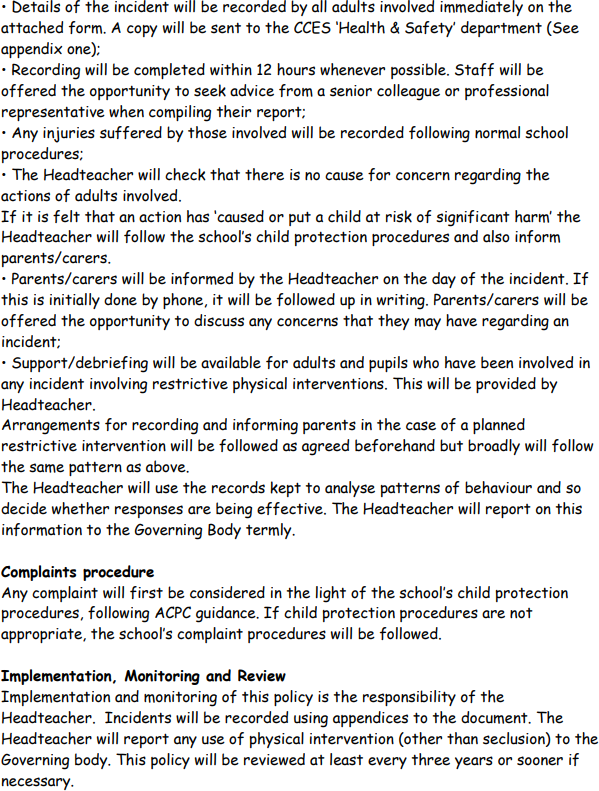 • Details of the incident will be recorded by all adults involved immediately on the
attached form. A copy will be sent to the CCES ‘Health & Safety’ department (See
appendix one);
• Recording will be completed within 12 hours whenever possible. Staff will be
offered the opportunity to seek advice from a senior colleague or professional
representative when compiling their report;
• Any injuries suffered by those involved will be recorded following normal school
procedures;
• The Headteacher will check that there is no cause for concern regarding the
actions of adults involved.
If it is felt that an action has ‘caused or put a child at risk of significant harm’ the
Headteacher will follow the school’s child protection procedures and also inform
parents/carers.
• Parents/carers will be informed by the Headteacher on the day of the incident. If
this is initially done by phone, it will be followed up in writing. Parents/carers will be
offered the opportunity to discuss any concerns that they may have regarding an
incident;
• Support/debriefing will be available for adults and pupils who have been involved in
any incident involving restrictive physical interventions. This will be provided by
Headteacher.
Arrangements for recording and informing parents in the case of a planned
restrictive intervention will be followed as agreed beforehand but broadly will follow
the same pattern as above.
The Headteacher will use the records kept to analyse patterns of behaviour and so
decide whether responses are being effective. The Headteacher will report on this
information to the Governing Body termly.
Complaints procedure
Any complaint will first be considered in the light of the school’s child protection
procedures, following ACPC guidance. If child protection procedures are not
appropriate, the school’s complaint procedures will be followed.
Implementation, Monitoring and Review
Implementation and monitoring of this policy is the responsibility of the
Headteacher.  Incidents will be recorded using appendices to the document. The
Headteacher will report any use of physical intervention (other than seclusion) to the
Governing body. This policy will be reviewed at least every three years or sooner if
necessary.